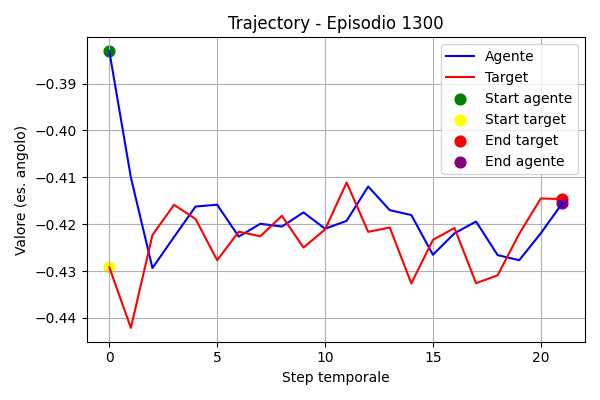 Trajectory - Episodio 1300
Agente
Target
Start agente
Start target
End target
End agente
Valore (es. angolo)
−0.39
−0.40
−0.41
−0.42
−0.43
−0.44
0
5
10
15
20
Step temporale